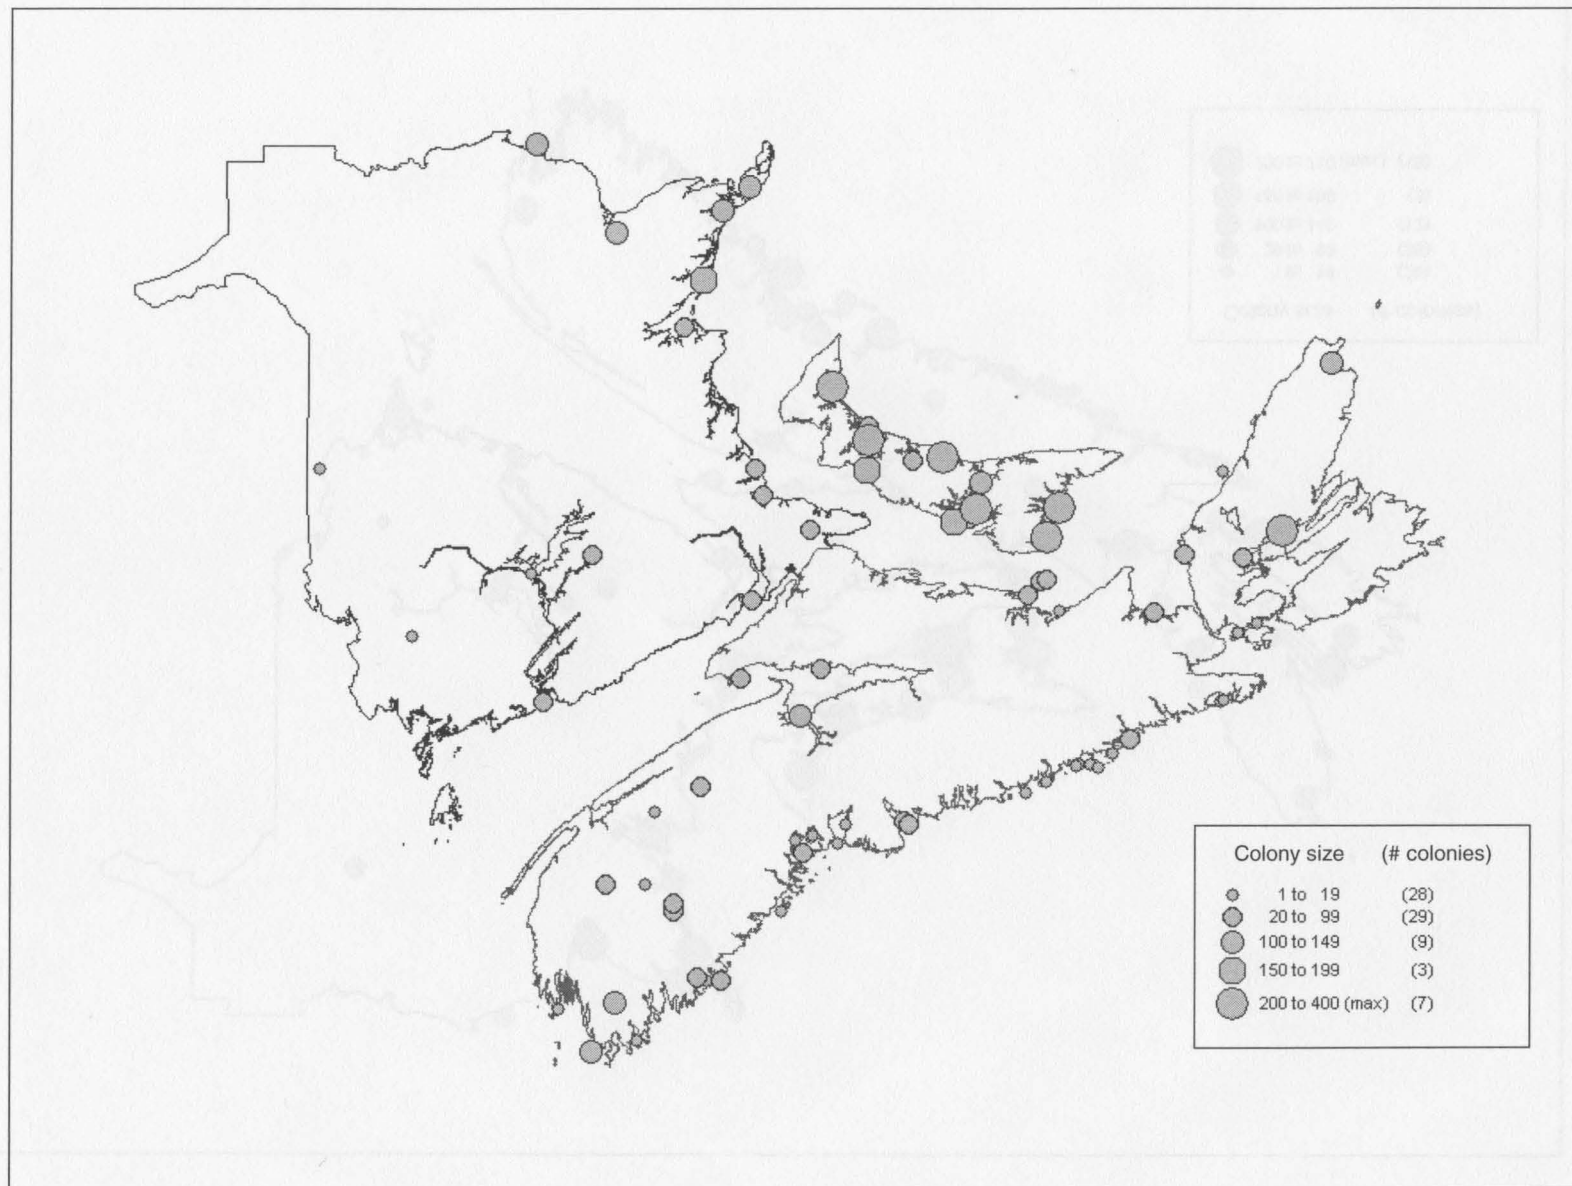 Colony size (# colonies)
1 to 19 (28)
20 to 99 (29)
100 to 149 (9)
150 to 199 (3)
200 to 400 (max) (7)